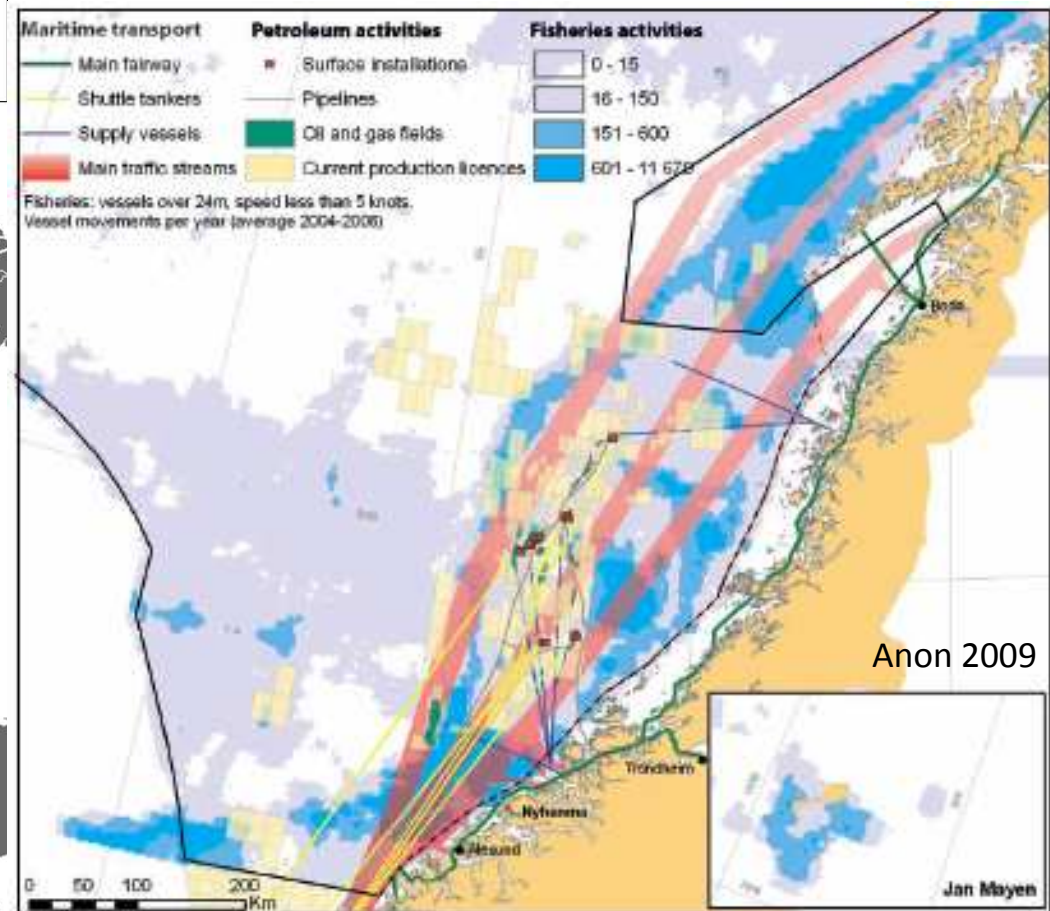 Maritime transport
Main fairway
Shuttle tankers
Supply vessels
Main traffic streams
Petroleum activities
Surface installations
Pipelines
Oil and gas fields
Current production licences
Fisheries activities
0 - 15
16 - 150
151 - 600
601 - 11 678
Fisheries: vessels over 24m, speed less than 5 knots.
Vessel movements per year (average 2004-2006)
Bodø
Anon 2009
Trondheim
Nyhamna
Ålesund
0 50 100 200
Km
Jan Mayen